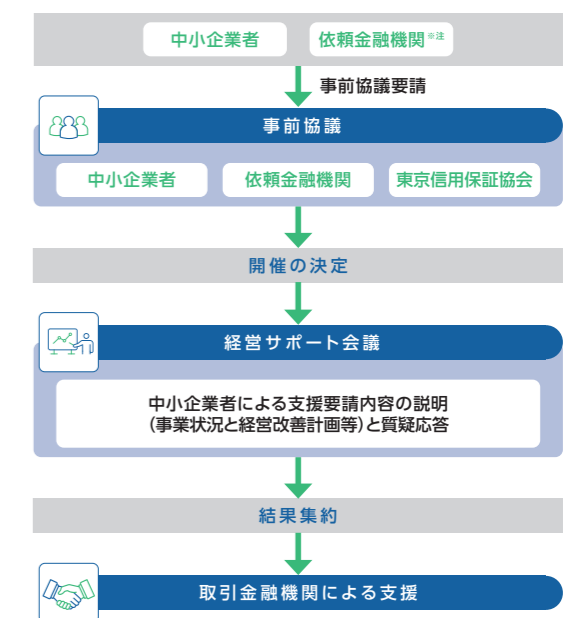 中小企業者 依頼金融機関※注
事前協議要請
事前協議
中小企業者 依頼金融機関 東京信用保証協会
開催の決定
経営サポート会議
中小企業者による支援要請内容の説明
(事業状況と経営改善計画等)と質疑応答
結果集約
取引金融機関による支援